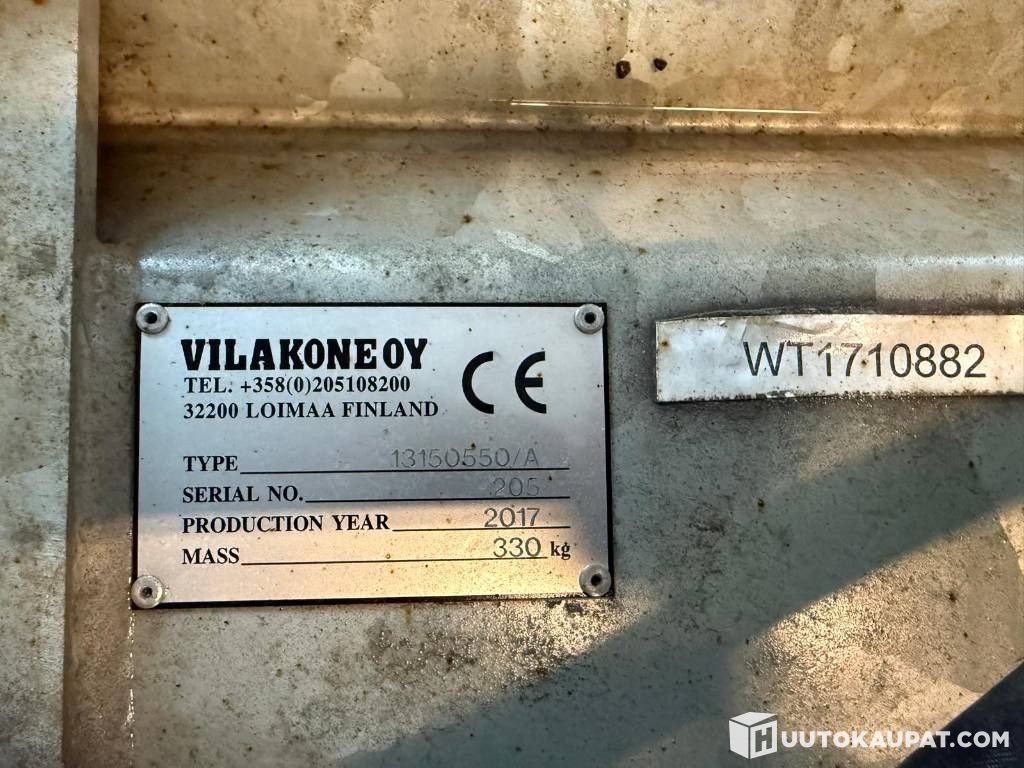 VILAKONE OY
TEL. +358(0)205108200
32200 LOIMAA FINLAND
CE
TYPE 13150550/A
SERIAL NO. 205
PRODUCTION YEAR 2017
MASS 330 kg
WT1710882
HUUTOKAUPAT.COM